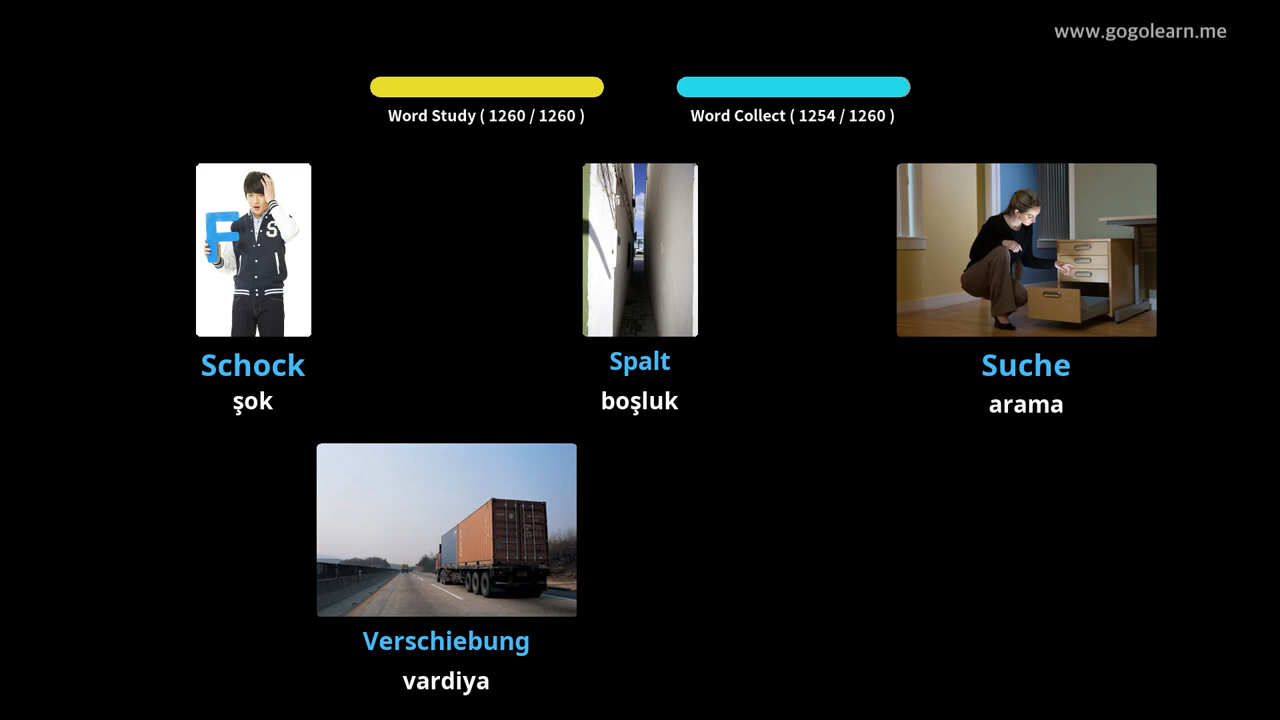 www.gogolearn.me
Word Study ( 1260 / 1260 )
Word Collect ( 1254 / 1260 )
F
S
Schock
şok
Spalt
boşluk
Suche
arama
Verschiebung
vardiya